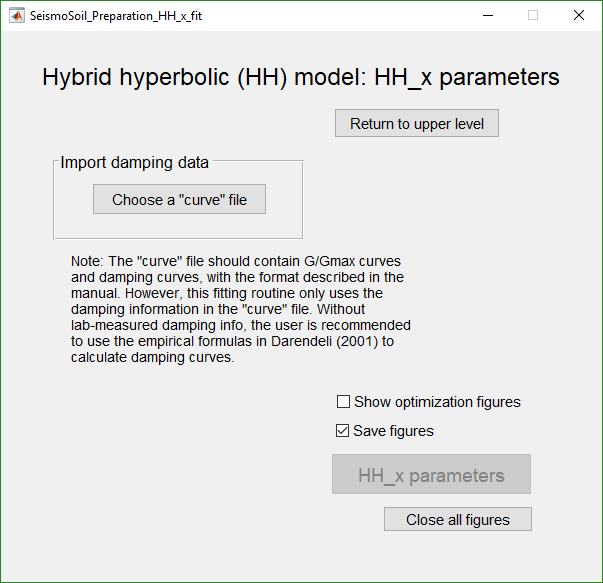 SeismoSoil_Preparation_HH_x_fit
Hybrid hyperbolic (HH) model: HH_x parameters
Return to upper level
Import damping data
Choose a "curve" file
Note: The "curve" file should contain G/Gmax curves
and damping curves, with the format described in the
manual. However, this fitting routine only uses the
damping information in the "curve" file. Without
lab-measured damping info, the user is recommended
to use the empirical formulas in Darendeli (2001) to
calculate damping curves.
Show optimization figures
Save figures
HH_x parameters
Close all figures